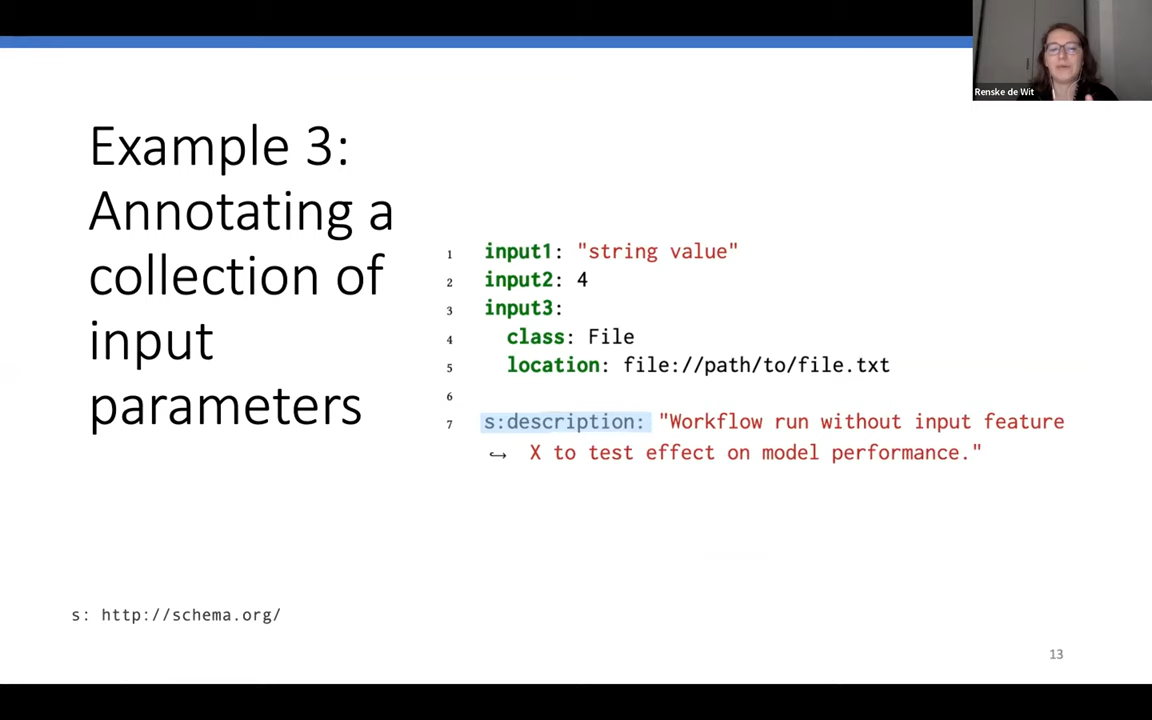 Renske de Wit
Example 3:
Annotating a
collection of
input
parameters
1 input1: "string value"
2 input2: 4
3 input3:
4 class: File
5 location: file://path/to/file.txt
6
7 s:description: "Workflow run without input feature
↪ X to test effect on model performance."
s: http://schema.org/
13